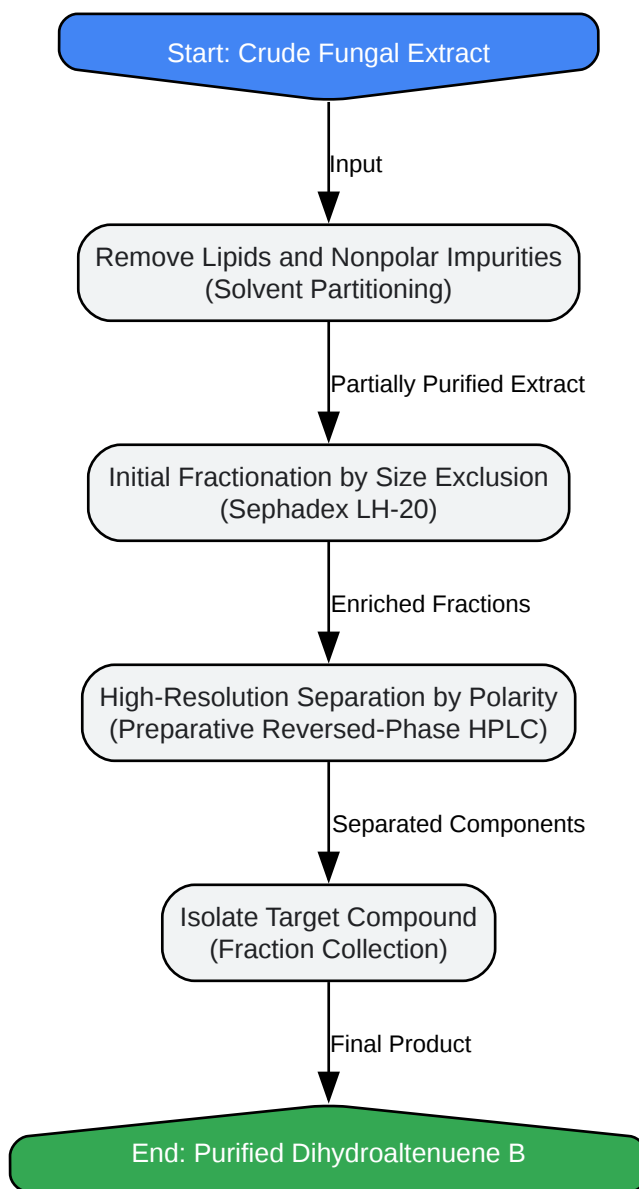 Start: Crude Fungal Extract
Input
Remove Lipids and Nonpolar Impurities
(Solvent Partitioning)
Partially Purified Extract
Initial Fractionation by Size Exclusion
(Sephadex LH-20)
Enriched Fractions
High-Resolution Separation by Polarity
(Preparative Reversed-Phase HPLC)
Separated Components
Isolate Target Compound
(Fraction Collection)
Final Product
End: Purified Dihydroaltenuene B